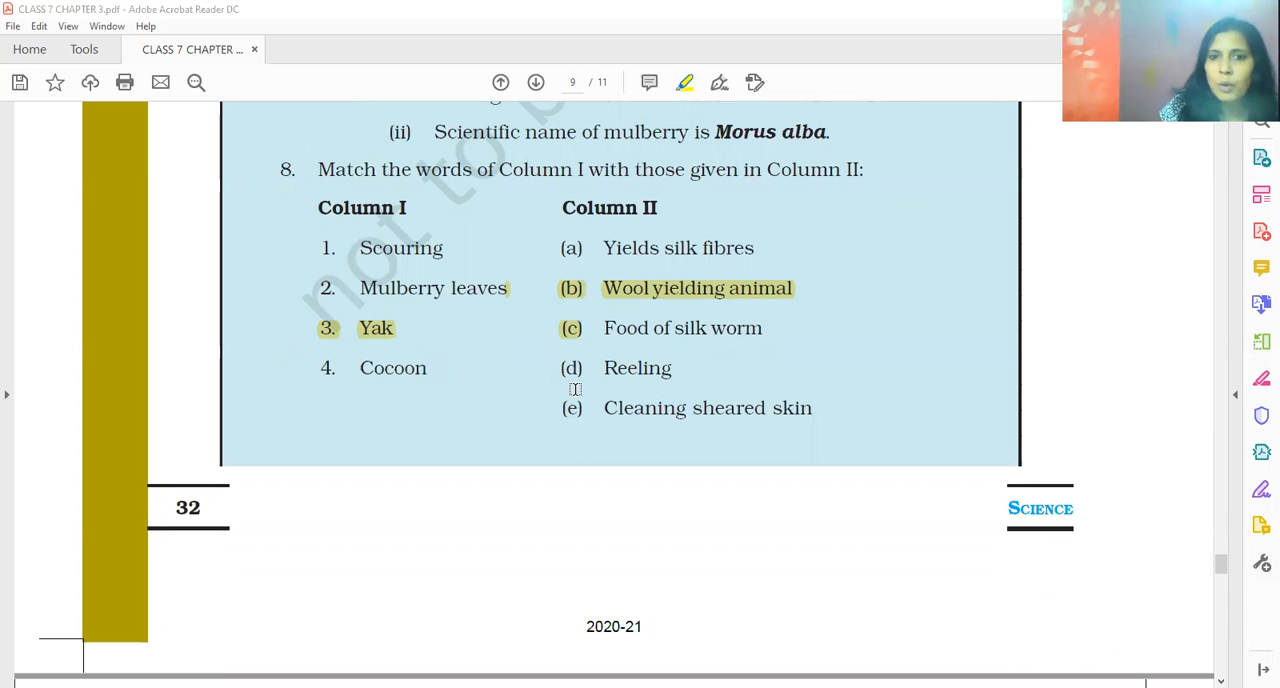 CLASS 7 CHAPTER 3.pdf - Adobe Acrobat Reader DC
File Edit View Window Help
Home Tools CLASS 7 CHAPTER ... ×
9 / 11
(ii) Scientific name of mulberry is Morus alba.
8. Match the words of Column I with those given in Column II:
Column I Column II
1. Scouring (a) Yields silk fibres
2. Mulberry leaves (b) Wool yielding animal
3. Yak (c) Food of silk worm
4. Cocoon (d) Reeling
(e) Cleaning sheared skin
not to b
32 SCIENCE
2020-21